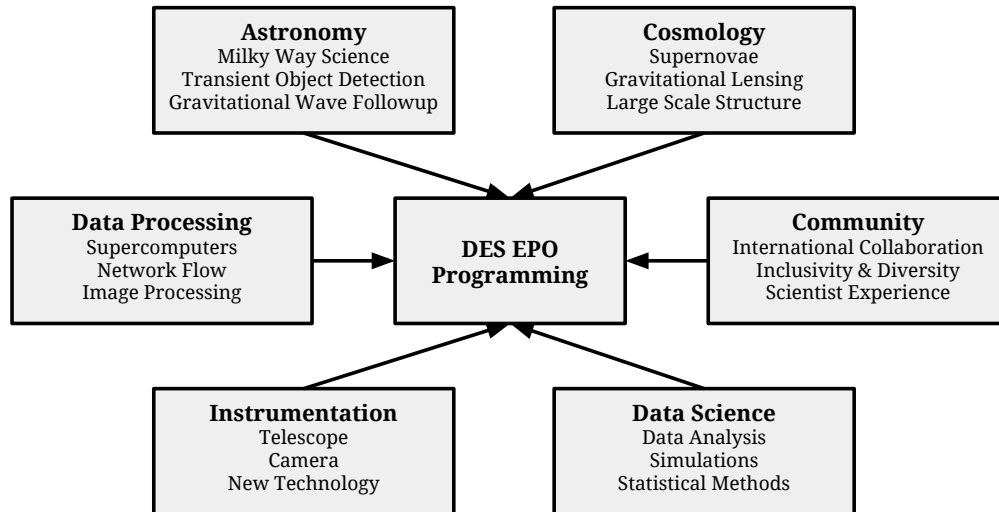 Astronomy
Milky Way Science
Transient Object Detection
Gravitational Wave Followup
Cosmology
Supernovae
Gravitational Lensing
Large Scale Structure
Data Processing
Supercomputers
Network Flow
Image Processing
DES EPO
Programming
Community
International Collaboration
Inclusivity & Diversity
Scientist Experience
Instrumentation
Telescope
Camera
New Technology
Data Science
Data Analysis
Simulations
Statistical Methods